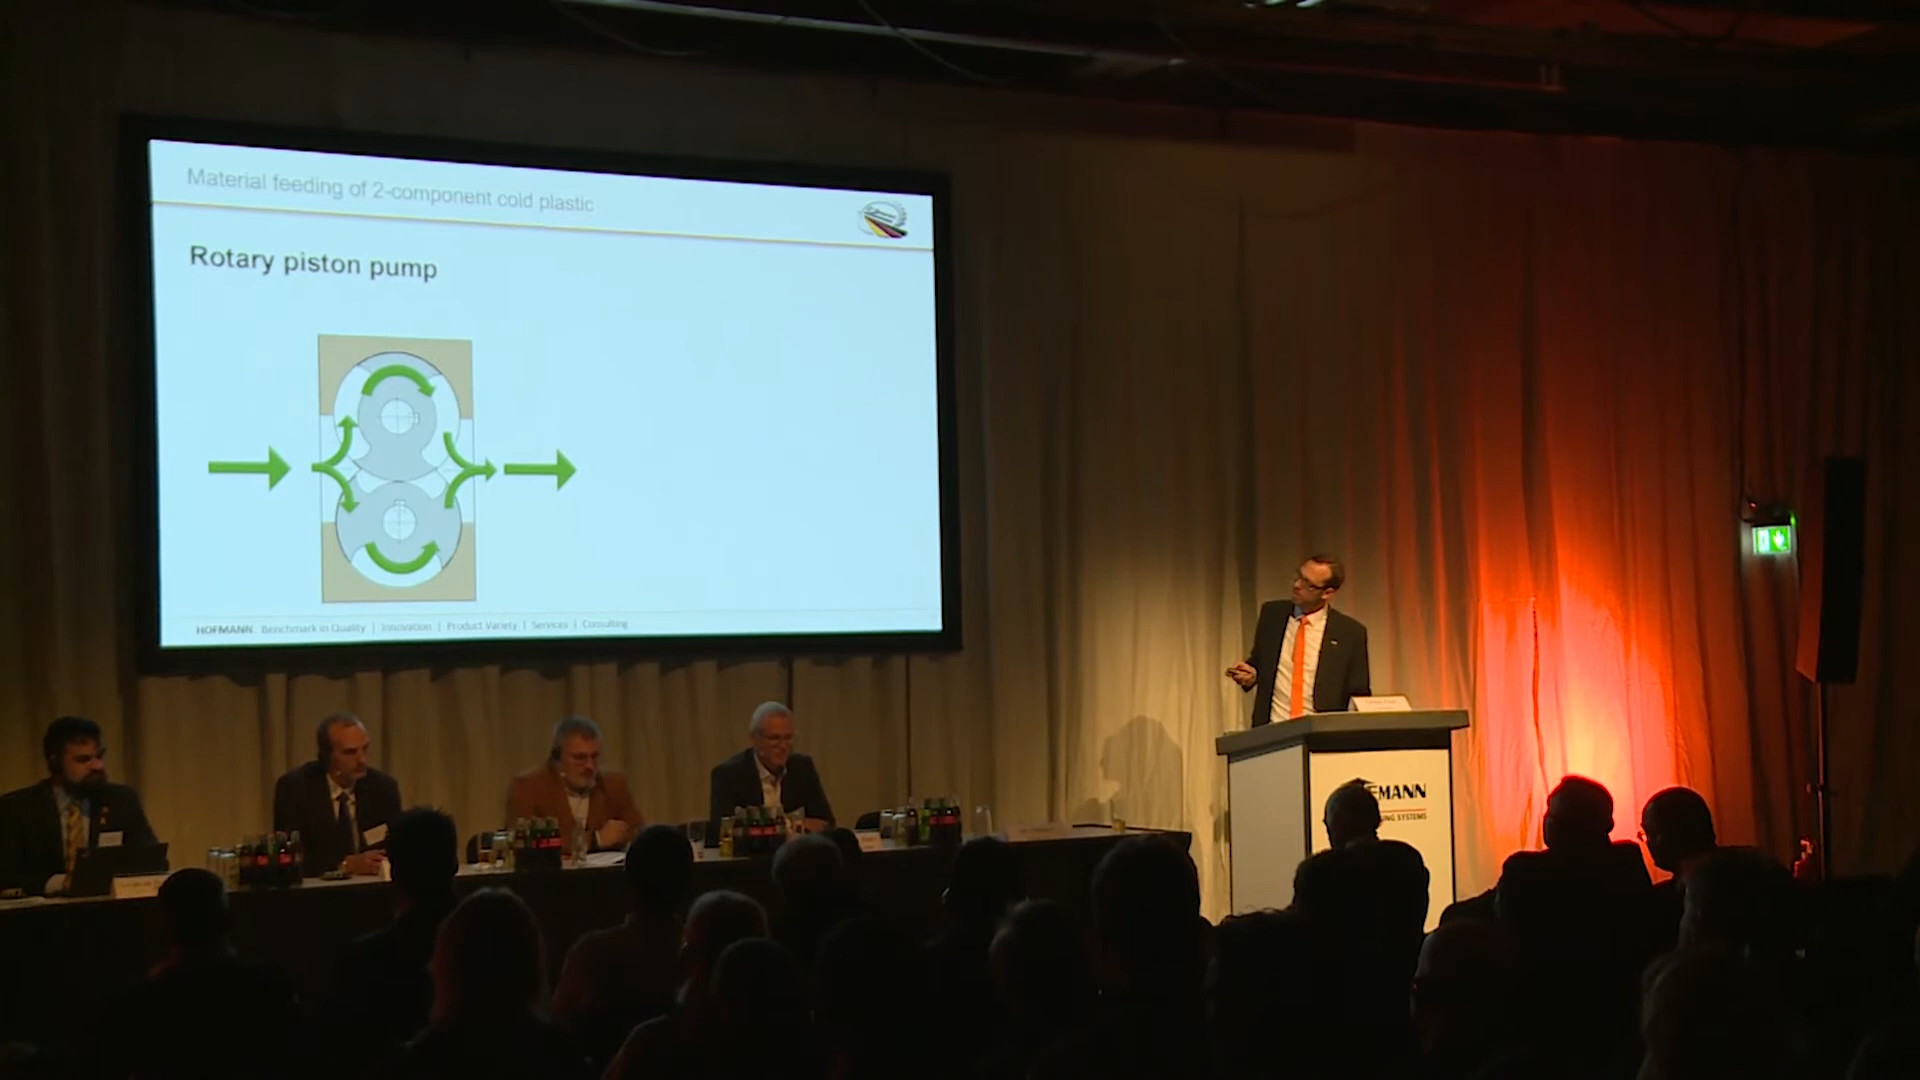 Material feeding of 2-component cold plastic
Rotary piston pump
HOFMANN Benchmark in Quality | Innovation | Product Variety | Services | Consulting
FMANN
ING SYSTEMS